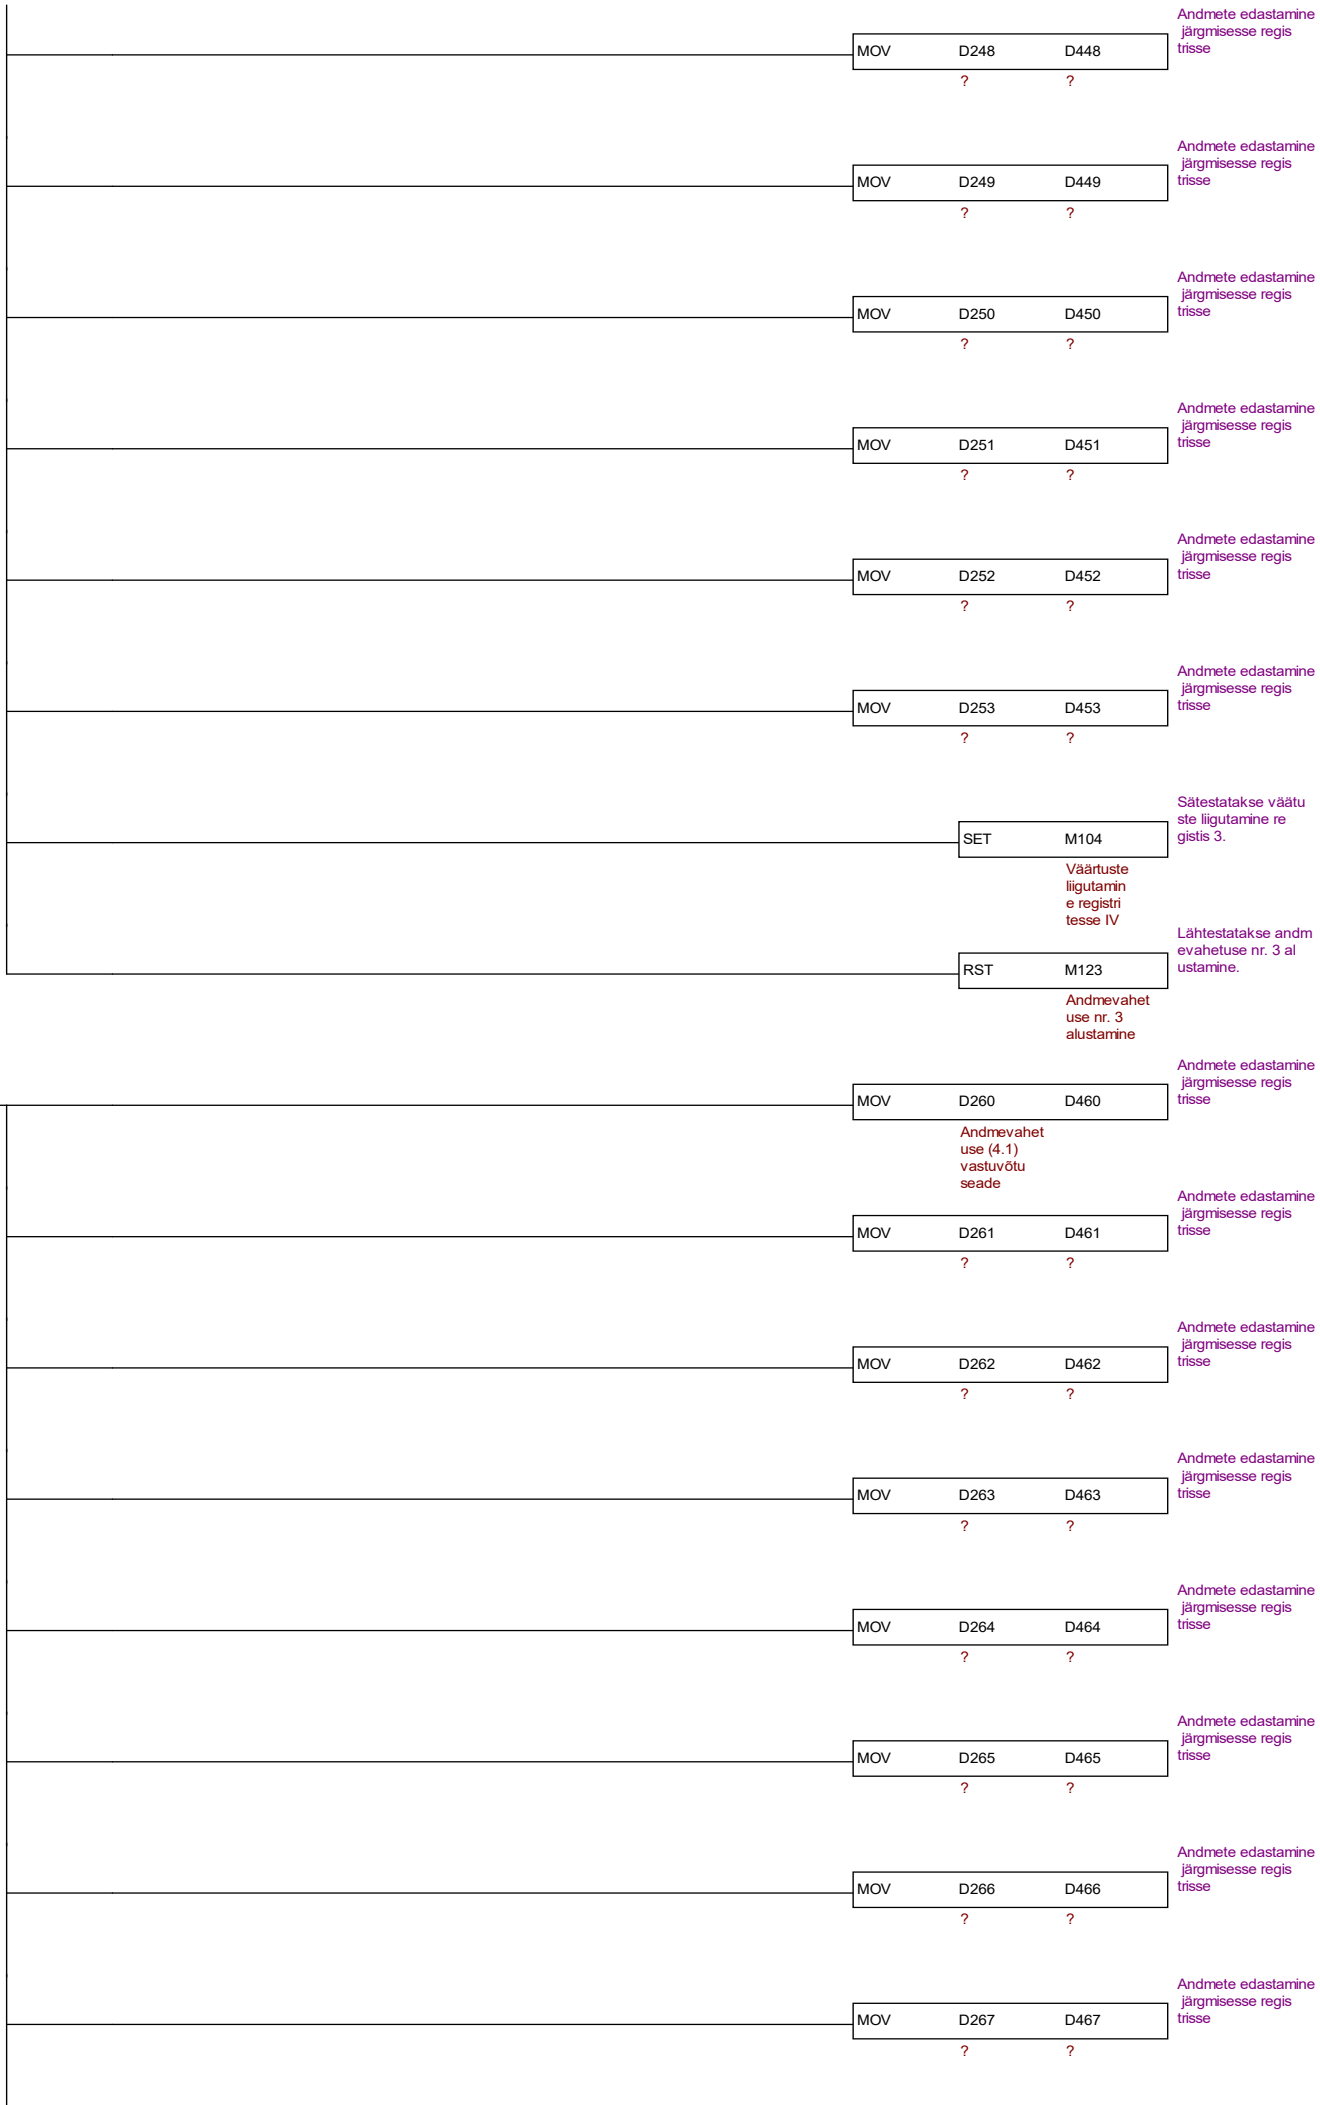 Andmete edastamine
järgmisesse regis
trisse
MOV D248 D448
? ?
Andmete edastamine
järgmisesse regis
trisse
MOV D249 D449
? ?
Andmete edastamine
järgmisesse regis
trisse
MOV D250 D450
? ?
Andmete edastamine
järgmisesse regis
trisse
MOV D251 D451
? ?
Andmete edastamine
järgmisesse regis
trisse
MOV D252 D452
? ?
Andmete edastamine
järgmisesse regis
trisse
MOV D253 D453
? ?
Sätestatakse väätu
ste liigutamine re
gistis 3.
SET M104
Väärtuste
liigutamin
e registri
tesse IV
Lähtestatakse andm
evahetuse nr. 3 al
ustamine.
RST M123
Andmevahet
use nr. 3
alustamine
Andmete edastamine
järgmisesse regis
trisse
MOV D260 D460
Andmevahet
use (4.1)
vastuvõtu
seade
Andmete edastamine
järgmisesse regis
trisse
MOV D261 D461
? ?
Andmete edastamine
järgmisesse regis
trisse
MOV D262 D462
? ?
Andmete edastamine
järgmisesse regis
trisse
MOV D263 D463
? ?
Andmete edastamine
järgmisesse regis
trisse
MOV D264 D464
? ?
Andmete edastamine
järgmisesse regis
trisse
MOV D265 D465
? ?
Andmete edastamine
järgmisesse regis
trisse
MOV D266 D466
? ?
Andmete edastamine
järgmisesse regis
trisse
MOV D267 D467
? ?